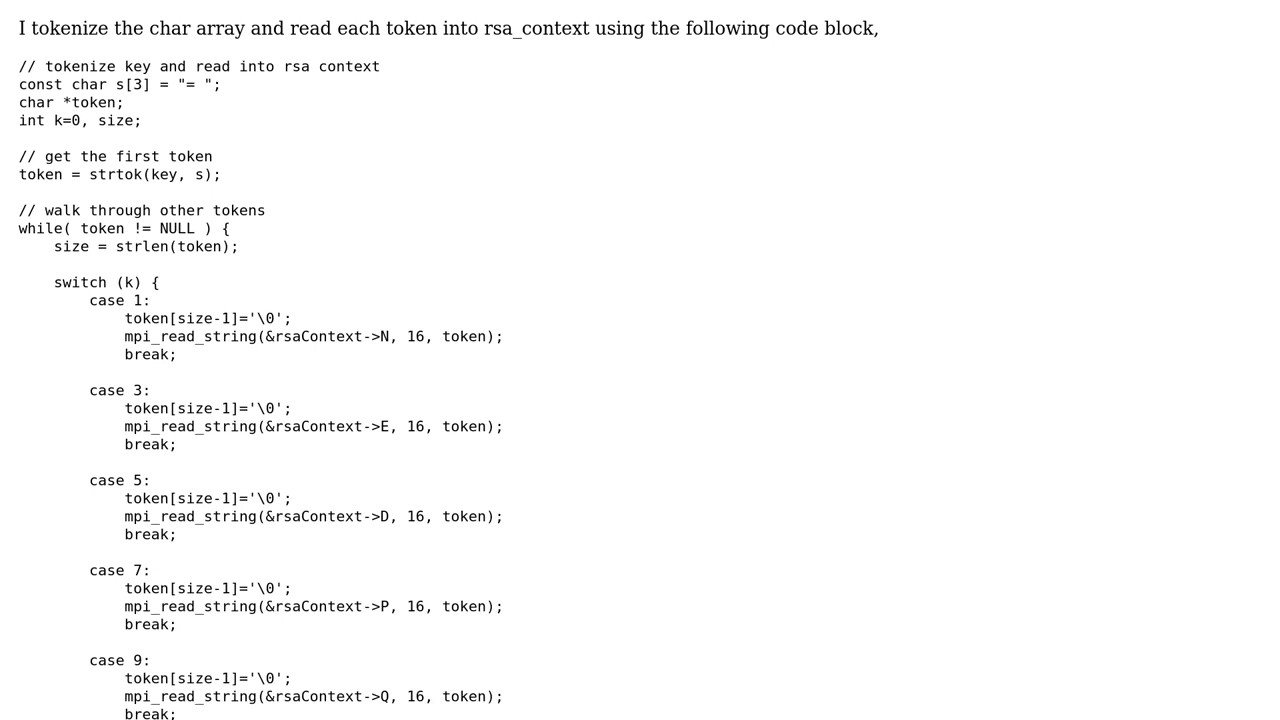 I tokenize the char array and read each token into rsa_context using the following code block,
// tokenize key and read into rsa context
const char s[3] = "= ";
char *token;
int k=0, size;
// get the first token
token = strtok(key, s);
// walk through other tokens
while( token != NULL ) {
    size = strlen(token);
    switch (k) {
        case 1:
            token[size-1]='\0';
            mpi_read_string(&rsaContext->N, 16, token);
            break;
        case 3:
            token[size-1]='\0';
            mpi_read_string(&rsaContext->E, 16, token);
            break;
        case 5:
            token[size-1]='\0';
            mpi_read_string(&rsaContext->D, 16, token);
            break;
        case 7:
            token[size-1]='\0';
            mpi_read_string(&rsaContext->P, 16, token);
            break;
        case 9:
            token[size-1]='\0';
            mpi_read_string(&rsaContext->Q, 16, token);
            break;